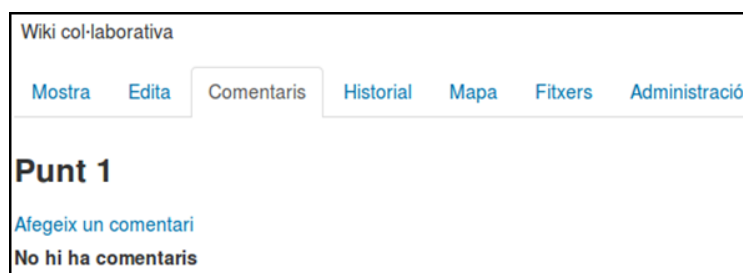 Wiki col·laborativa
Mostra Edita Comentaris Historial Mapa Fitxers Administració
Punt 1
Afegeix un comentari
No hi ha comentaris